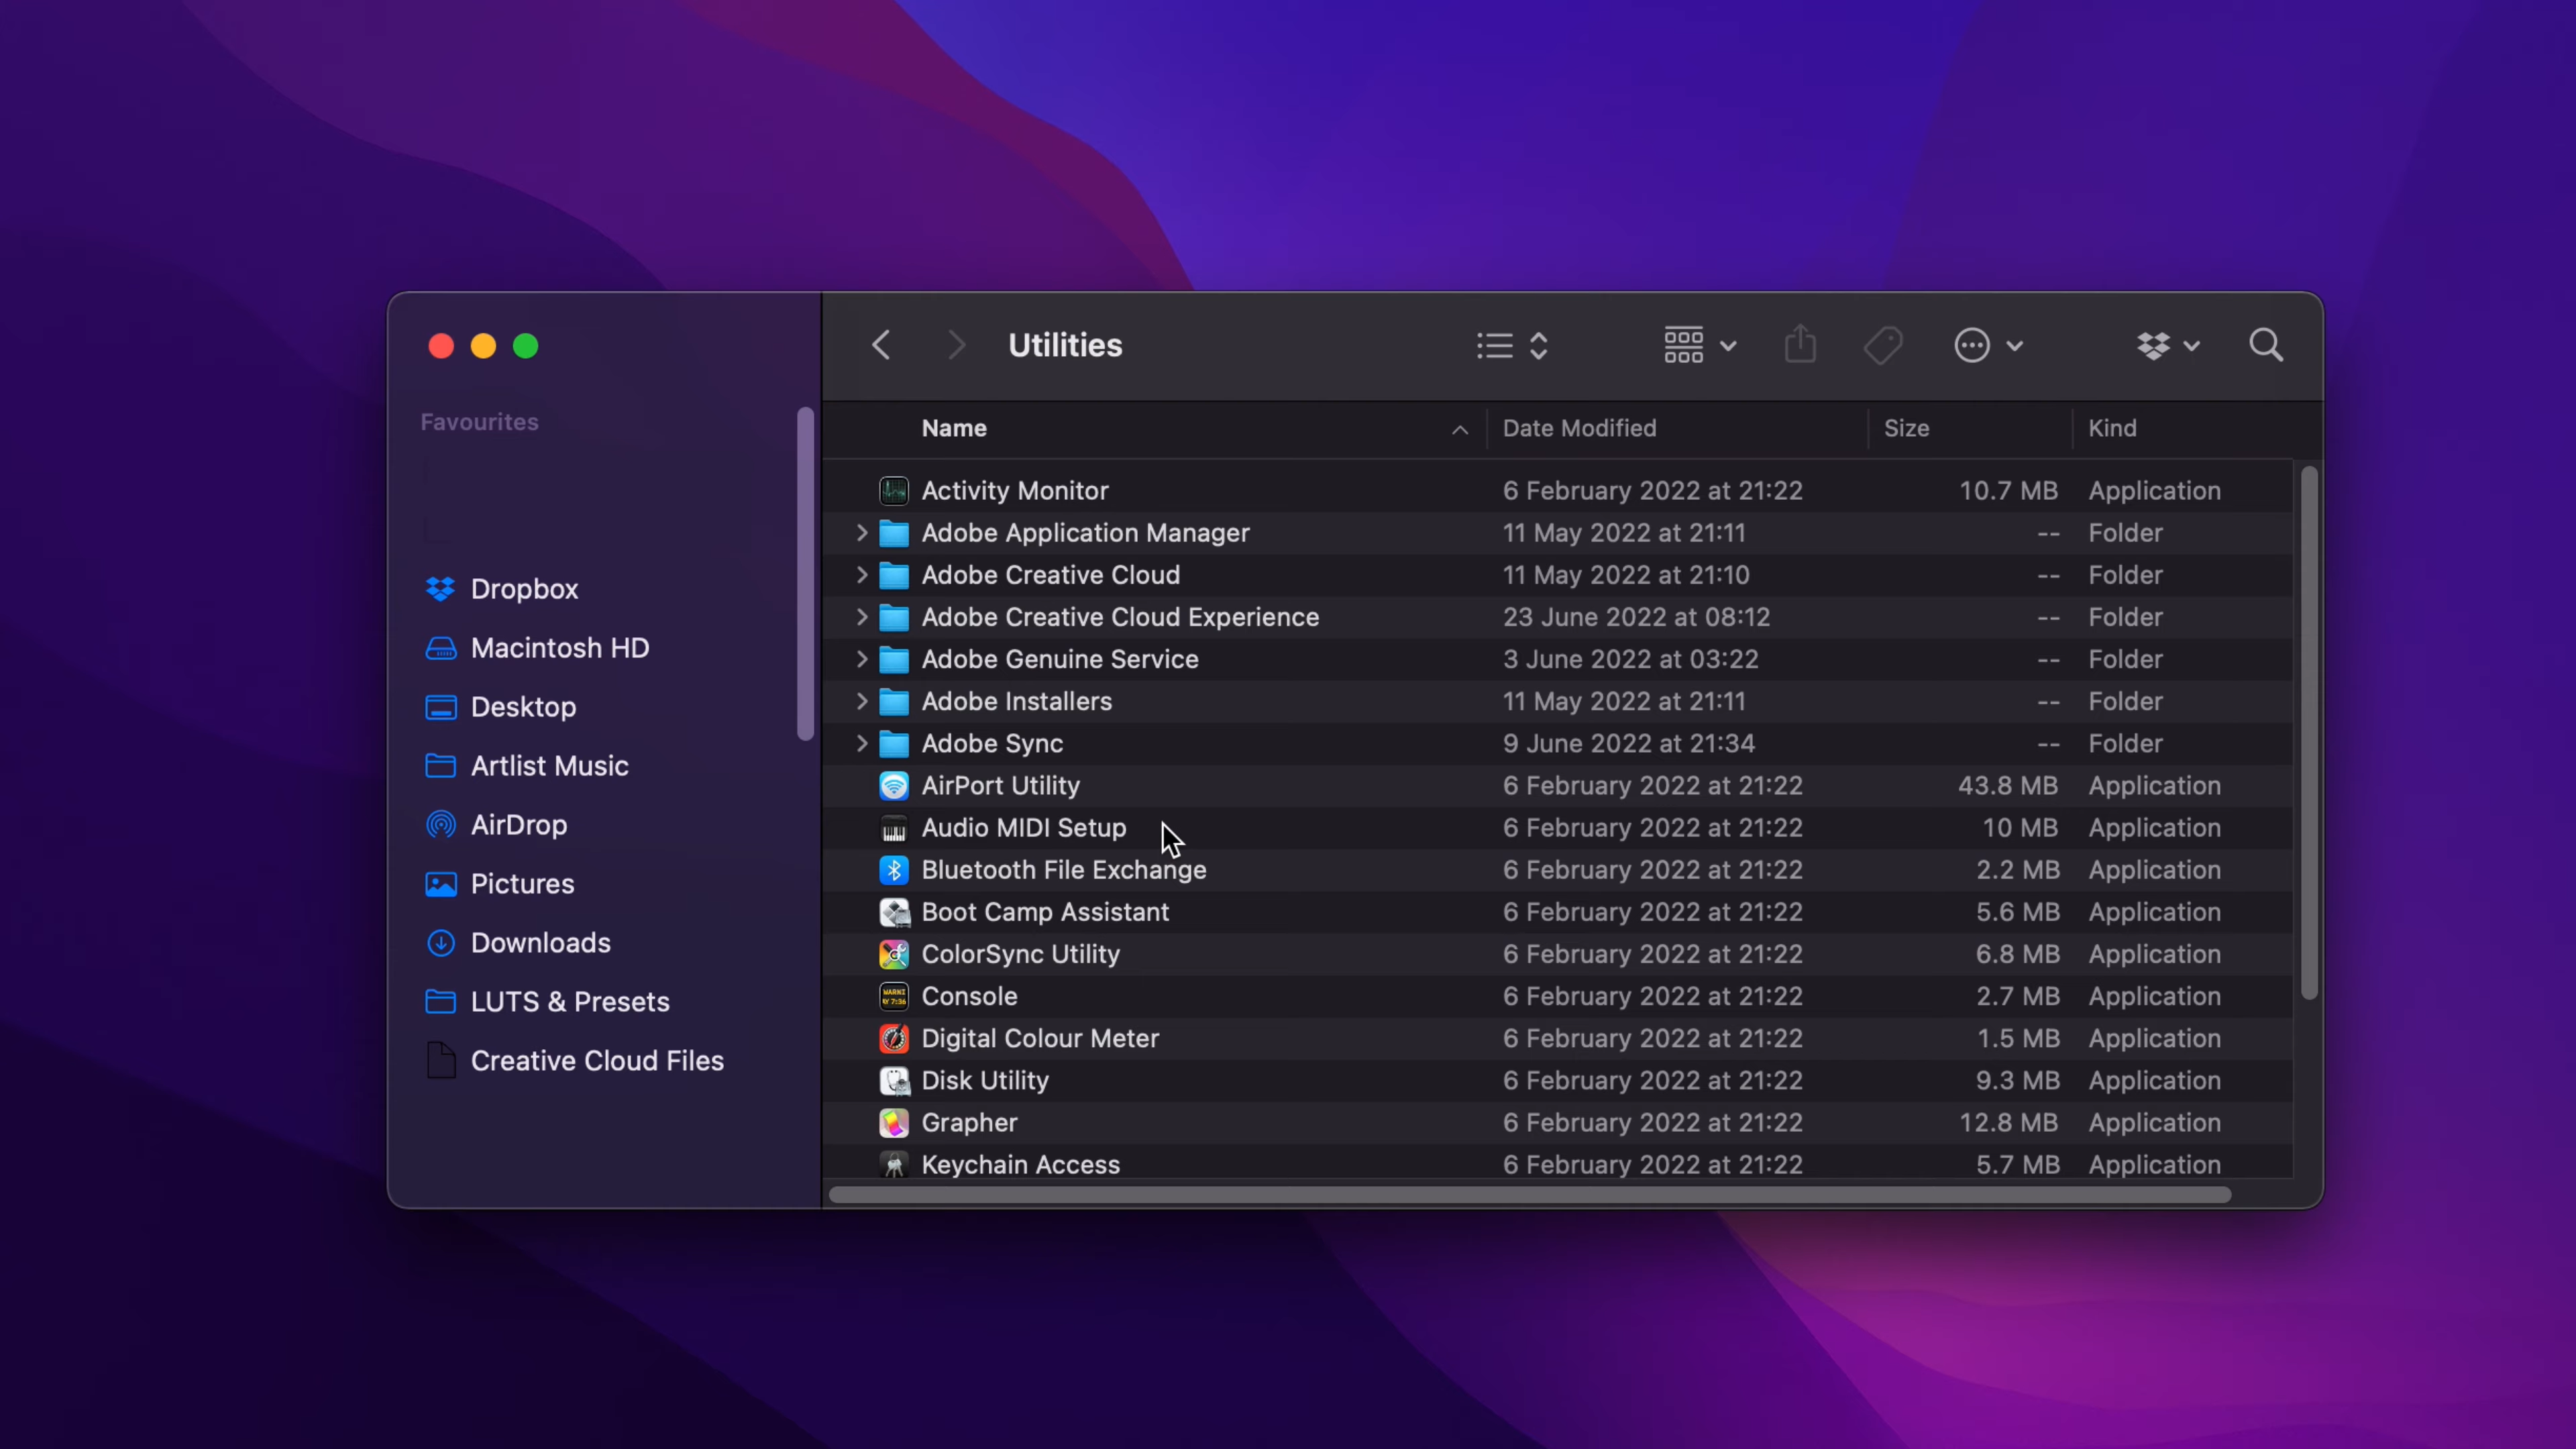 Utilities
Favourites
Dropbox
Macintosh HD
Desktop
Artlist Music
AirDrop
Pictures
Downloads
LUTS & Presets
Creative Cloud Files
Name Date Modified Size Kind
Activity Monitor 6 February 2022 at 21:22 10.7 MB Application
Adobe Application Manager 11 May 2022 at 21:11 -- Folder
Adobe Creative Cloud 11 May 2022 at 21:10 -- Folder
Adobe Creative Cloud Experience 23 June 2022 at 08:12 -- Folder
Adobe Genuine Service 3 June 2022 at 03:22 -- Folder
Adobe Installers 11 May 2022 at 21:11 -- Folder
Adobe Sync 9 June 2022 at 21:34 -- Folder
AirPort Utility 6 February 2022 at 21:22 43.8 MB Application
Audio MIDI Setup 6 February 2022 at 21:22 10 MB Application
Bluetooth File Exchange 6 February 2022 at 21:22 2.2 MB Application
Boot Camp Assistant 6 February 2022 at 21:22 5.6 MB Application
ColorSync Utility 6 February 2022 at 21:22 6.8 MB Application
Console 6 February 2022 at 21:22 2.7 MB Application
Digital Colour Meter 6 February 2022 at 21:22 1.5 MB Application
Disk Utility 6 February 2022 at 21:22 9.3 MB Application
Grapher 6 February 2022 at 21:22 12.8 MB Application
Keychain Access 6 February 2022 at 21:22 5.7 MB Application